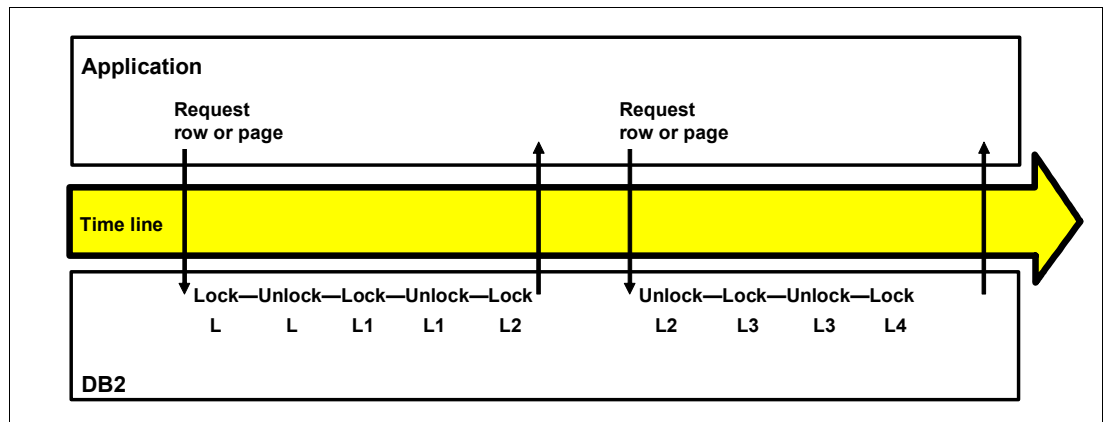 Application
Request
row or page
Request
row or page
Time line
Lock—Unlock—Lock—Unlock—Lock
L L L1 L1 L2
Unlock—Lock—Unlock—Lock
L2 L3 L3 L4
DB2